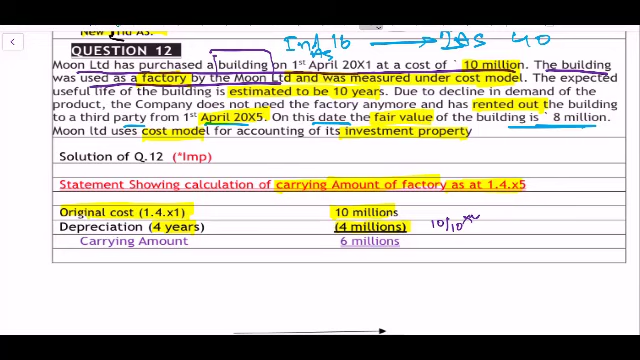 New Ind AS.
Ind AS 16 → IAS 40
QUESTION 12
Moon Ltd has purchased a building on 1st April 20X1 at a cost of ` 10 million. The building
was used as a factory by the Moon Ltd and was measured under cost model. The expected
useful life of the building is estimated to be 10 years. Due to decline in demand of the
product, the Company does not need the factory anymore and has rented out the building
to a third party from 1st April 20X5. On this date the fair value of the building is ` 8 million.
Moon ltd uses cost model for accounting of its investment property
Solution of Q.12 (*Imp)
Statement Showing calculation of carrying Amount of factory as at 1.4.x5
Original cost (1.4.x1) 10 millions
Depreciation (4 years) (4 millions) 10/10
Carrying Amount 6 millions